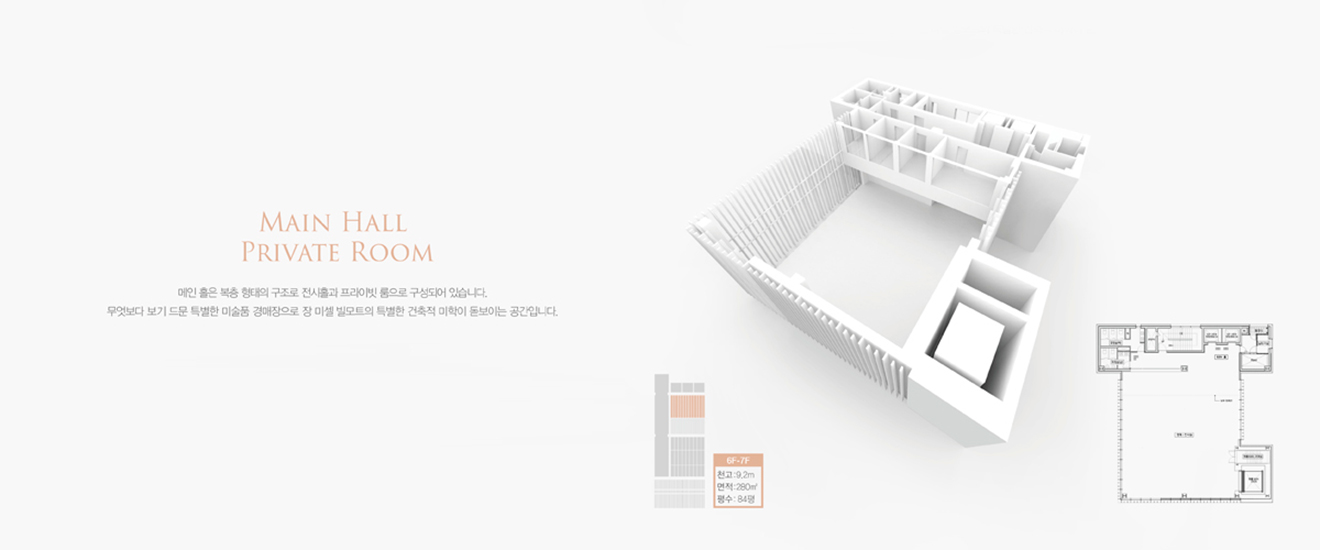 MAIN HALL
PRIVATE ROOM
메인 홀은 복층 형태의 구조로 전시홀과 프라이빗 룸으로 구성되어 있습니다.
무엇보다 보기 드문 특별한 미술품 경매장으로 장 미셸 빌모트의 특별한 건축적 미학이 돋보이는 공간입니다.
6F-7F
천고:9.2m
면적:280㎡
평수: 84평